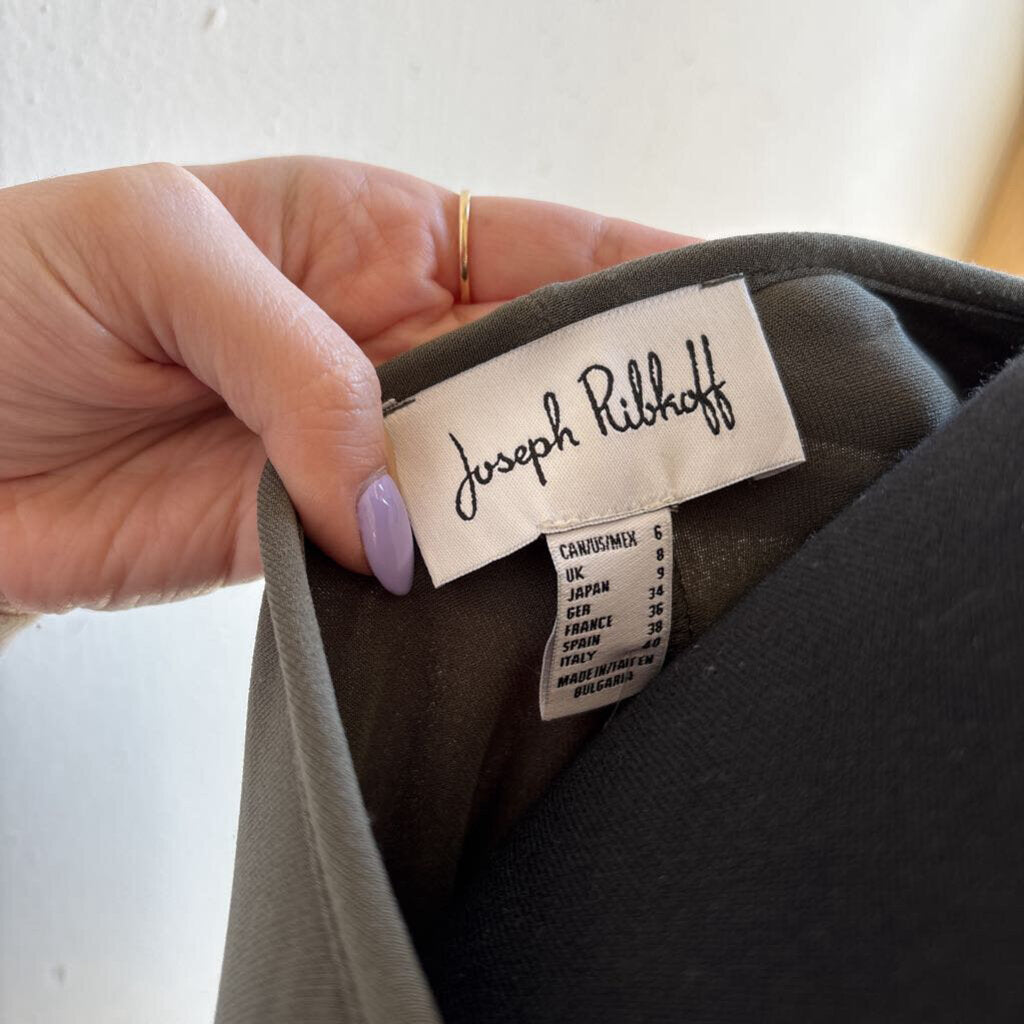 Joseph Ribkoff
CAN/US/MEX 6
UK 8
JAPAN 9
GER 34
FRANCE 36
SPAIN 38
ITALY 40
MADE IN/FAIT EN
BULGARIA